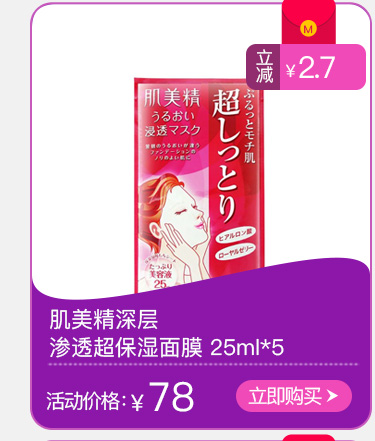 M
立减 ¥2.7
肌美精
うるおい
浸透マスク
ぷるっとモチ肌
超しっとり
ヒアルロン酸
ローヤルゼリー
たっぷり
美容液
25
肌美精深层
渗透超保湿面膜 25ml*5
活动价格:¥78
立即购买